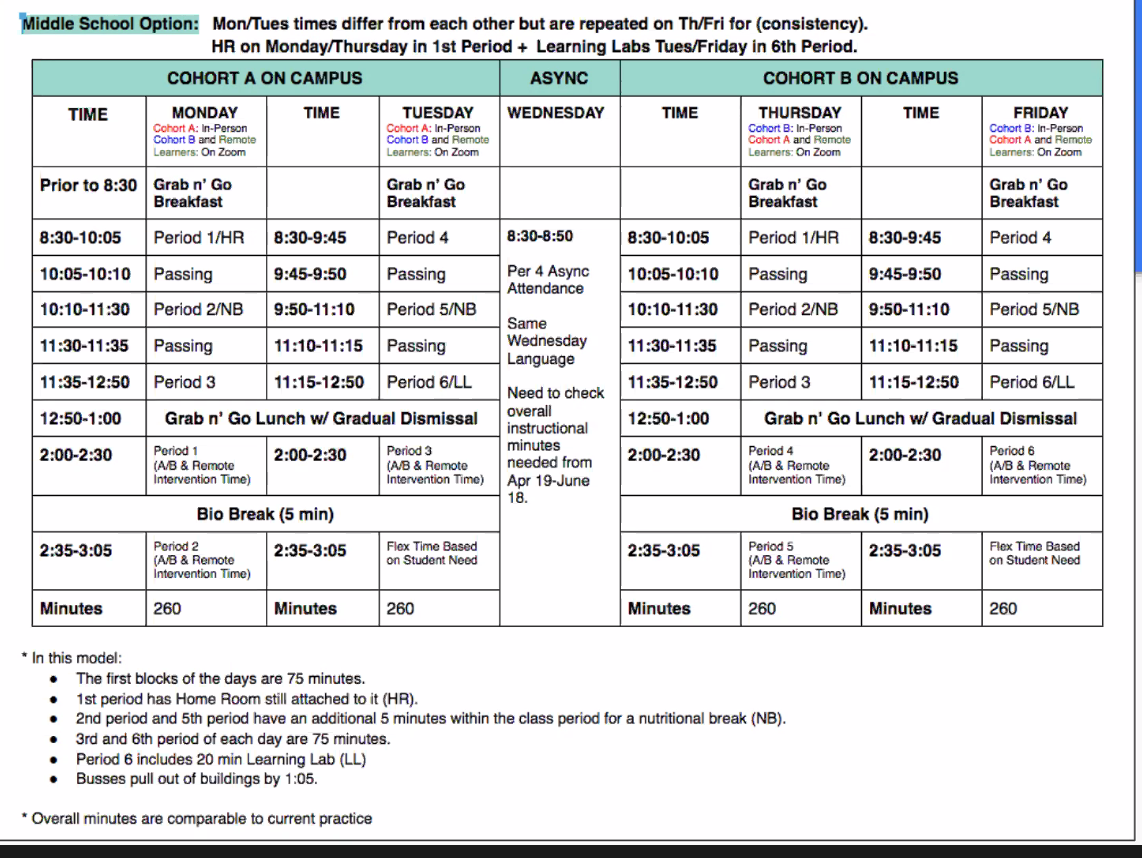 Middle School Option: Mon/Tues times differ from each other but are repeated on Th/Fri for (consistency).
HR on Monday/Thursday in 1st Period + Learning Labs Tues/Friday in 6th Period.
COHORT A ON CAMPUS ASYNC COHORT B ON CAMPUS
TIME MONDAY TIME TUESDAY WEDNESDAY TIME THURSDAY TIME FRIDAY
Cohort A: In-Person Cohort A: In-Person Cohort B: In-Person Cohort B: In-Person
Cohort B and Remote Cohort B and Remote Cohort A and Remote Cohort A and Remote
Learners: On Zoom Learners: On Zoom Learners: On Zoom Learners: On Zoom
Prior to 8:30 Grab n' Go Grab n' Go Grab n' Go Grab n' Go
Breakfast Breakfast Breakfast Breakfast
8:30-10:05 Period 1/HR 8:30-9:45 Period 4 8:30-8:50 8:30-10:05 Period 1/HR 8:30-9:45 Period 4
10:05-10:10 Passing 9:45-9:50 Passing Per 4 Async 10:05-10:10 Passing 9:45-9:50 Passing
Attendance
10:10-11:30 Period 2/NB 9:50-11:10 Period 5/NB 10:10-11:30 Period 2/NB 9:50-11:10 Period 5/NB
Same
11:30-11:35 Passing 11:10-11:15 Passing Wednesday 11:30-11:35 Passing 11:10-11:15 Passing
Language
11:35-12:50 Period 3 11:15-12:50 Period 6/LL 11:35-12:50 Period 3 11:15-12:50 Period 6/LL
Need to check
12:50-1:00 Grab n' Go Lunch w/ Gradual Dismissal overall 12:50-1:00 Grab n' Go Lunch w/ Gradual Dismissal
instructional
minutes
2:00-2:30 Period 1 2:00-2:30 Period 3 needed from 2:00-2:30 Period 4 2:00-2:30 Period 6
(A/B & Remote (A/B & Remote Apr 19-June (A/B & Remote (A/B & Remote
Intervention Time) Intervention Time) 18. Intervention Time) Intervention Time)
Bio Break (5 min) Bio Break (5 min)
2:35-3:05 Period 2 2:35-3:05 Flex Time Based 2:35-3:05 Period 5 2:35-3:05 Flex Time Based
(A/B & Remote on Student Need (A/B & Remote on Student Need
Intervention Time) Intervention Time)
Minutes 260 Minutes 260 Minutes 260 Minutes 260
* In this model:
● The first blocks of the days are 75 minutes.
● 1st period has Home Room still attached to it (HR).
● 2nd period and 5th period have an additional 5 minutes within the class period for a nutritional break (NB).
● 3rd and 6th period of each day are 75 minutes.
● Period 6 includes 20 min Learning Lab (LL)
● Busses pull out of buildings by 1:05.
* Overall minutes are comparable to current practice